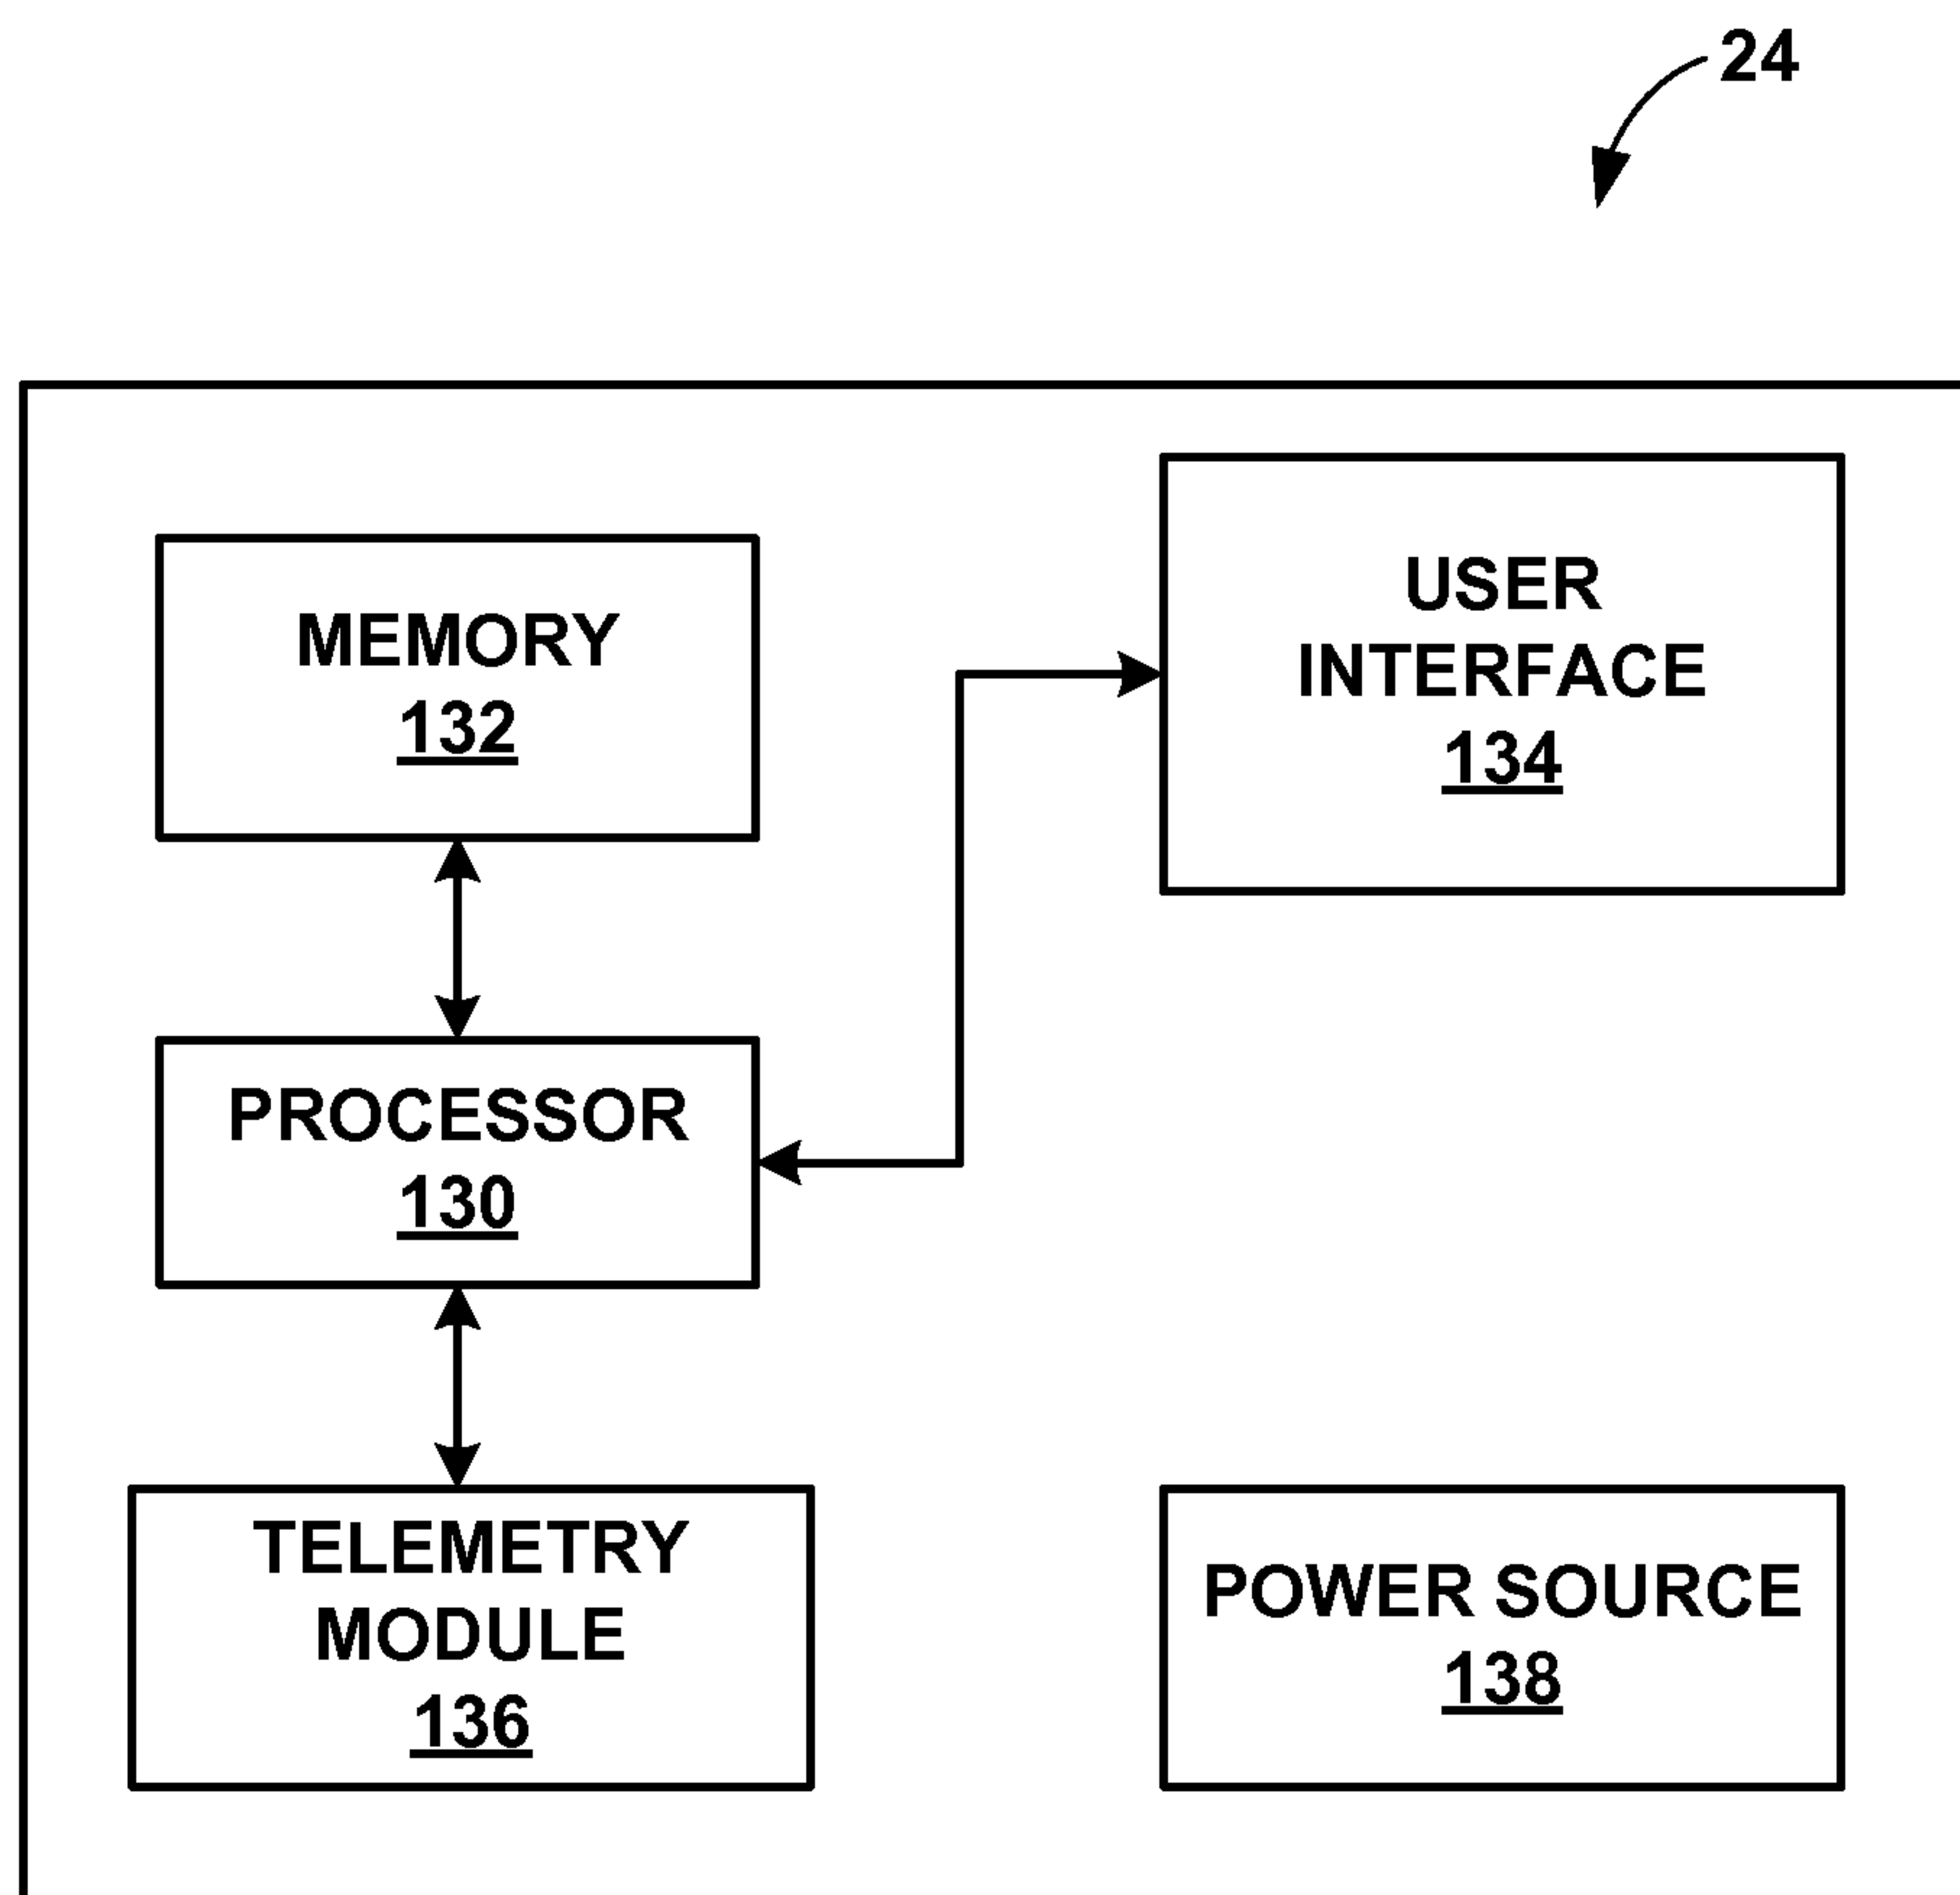 24
MEMORY
132
USER
INTERFACE
134
PROCESSOR
130
TELEMETRY
MODULE
136
POWER SOURCE
138